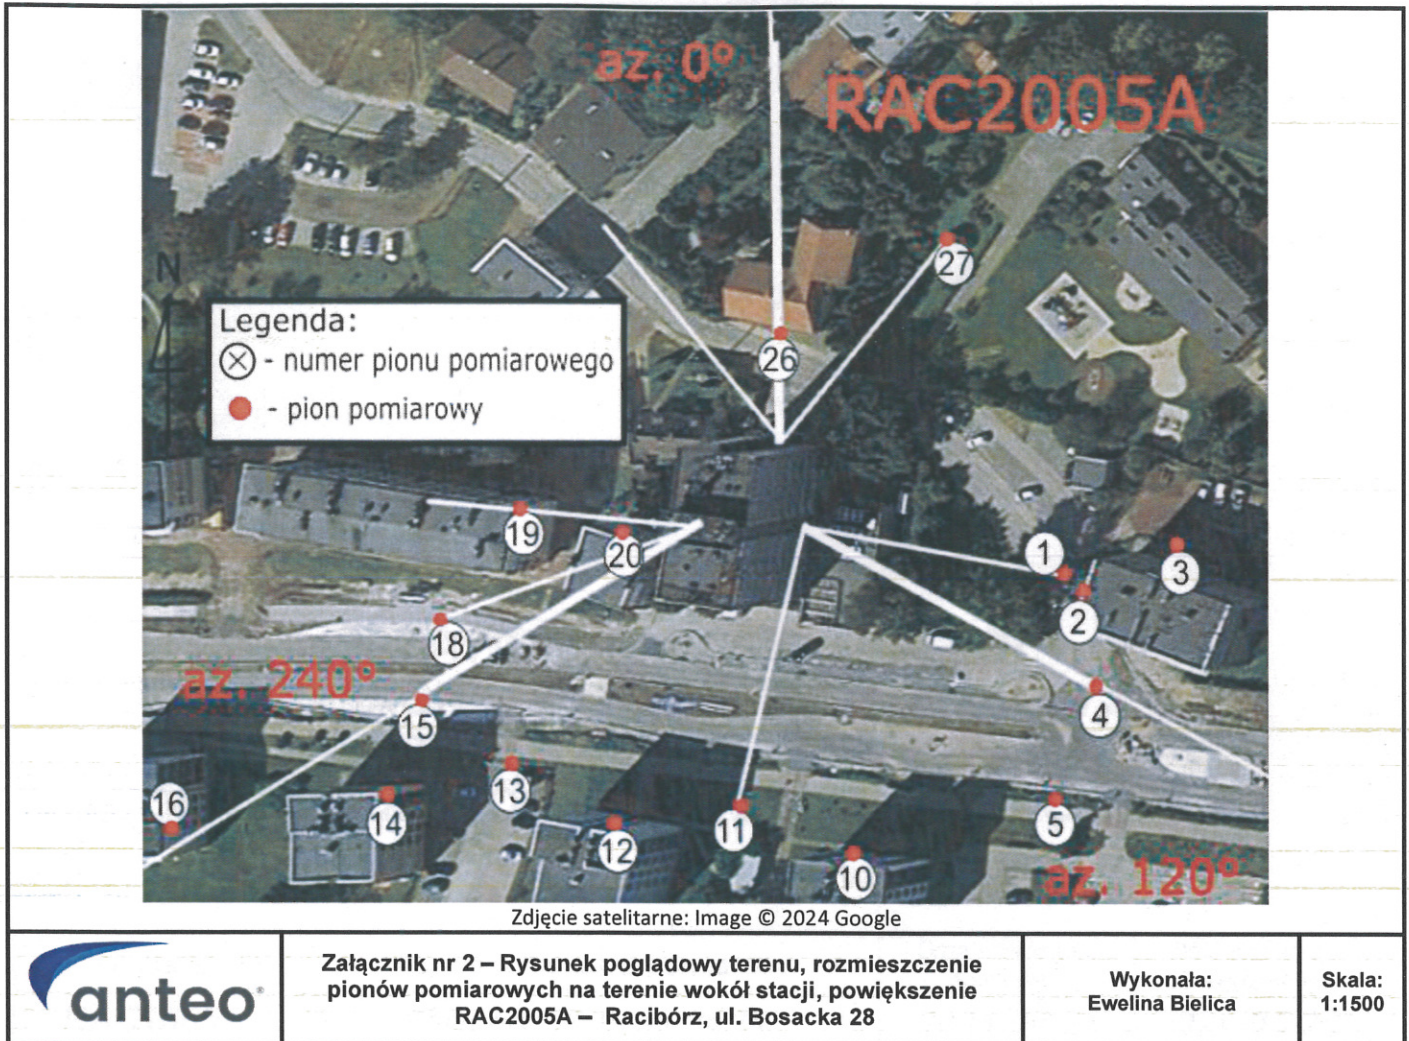 az. 0°
RAC2005A
N
27
26
Legenda:
- numer pionu pomiarowego
- pion pomiarowy
19
20
1
3
2
18
az. 240°
4
15
13
16
14
12
11
5
10
az. 120°
Zdjęcie satelitarne: Image © 2024 Google
anteo®
Załącznik nr 2 – Rysunek poglądowy terenu, rozmieszczenie
pionów pomiarowych na terenie wokół stacji, powiększenie
RAC2005A – Racibórz, ul. Bosacka 28
Wykonała:
Ewelina Bielica
Skala:
1:1500